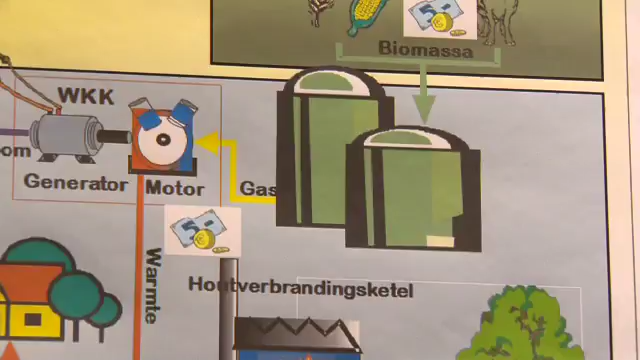 Biomassa
WKK
om
Generator
Motor
Gas
Warmte
Houtverbrandingsketel